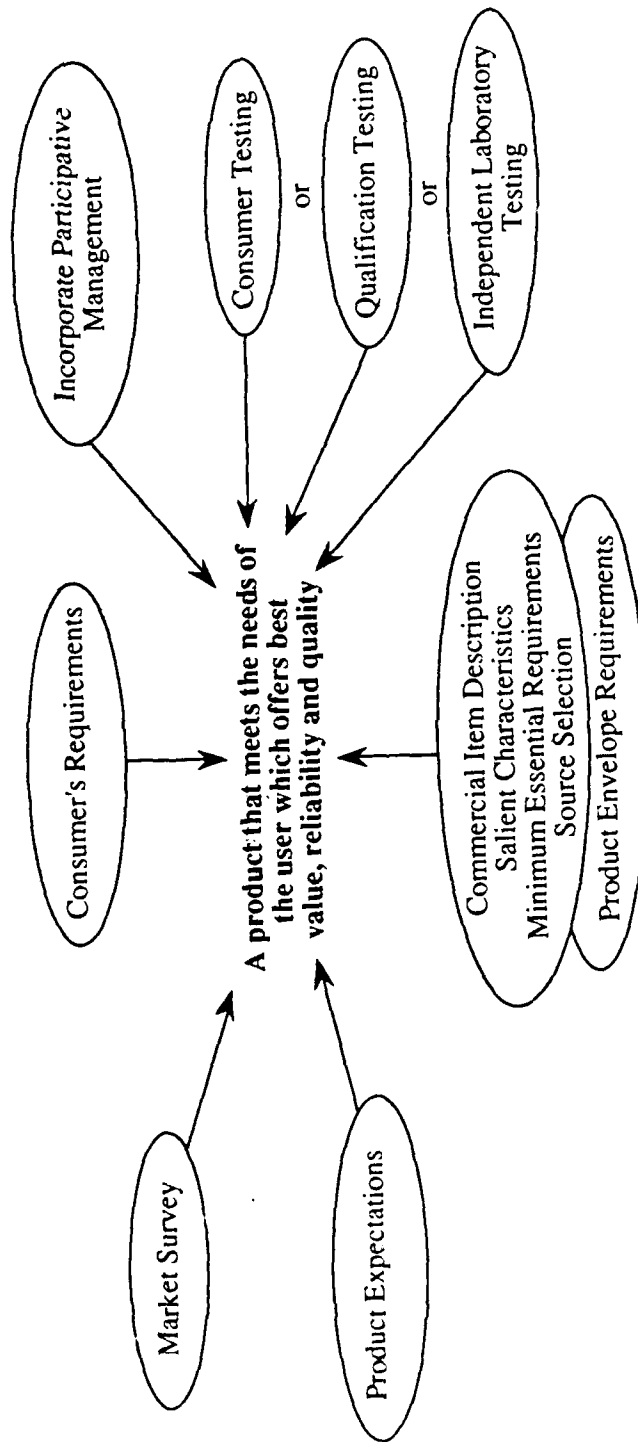 Consumer's Requirements
Incorporate Participative
Management
Market Survey
A product that meets the needs of
the user which offers best
value, reliability and quality
Consumer Testing
or
Qualification Testing
or
Independent Laboratory
Testing
Product Expectations
Commercial Item Description
Salient Characteristics
Minimum Essential Requirements
Source Selection
Product Envelope Requirements